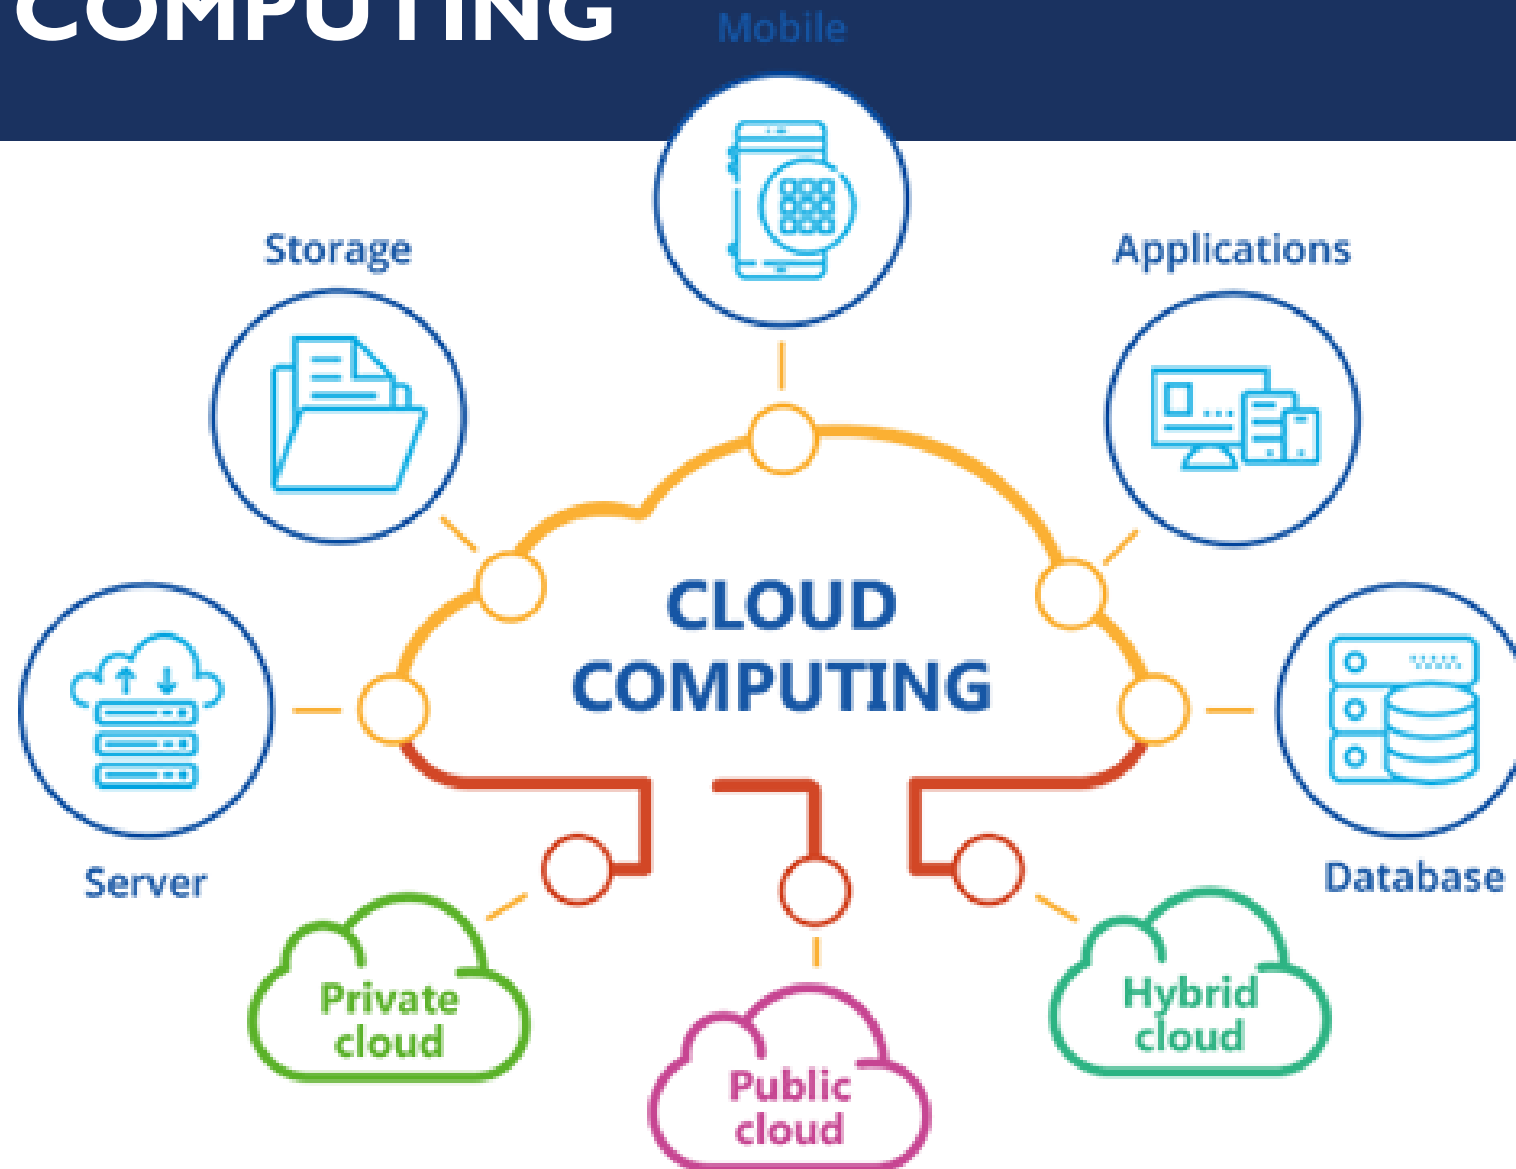 COMPUTING
Mobile
Storage
Applications
CLOUD
COMPUTING
Server
Database
Private
cloud
Hybrid
cloud
Public
cloud